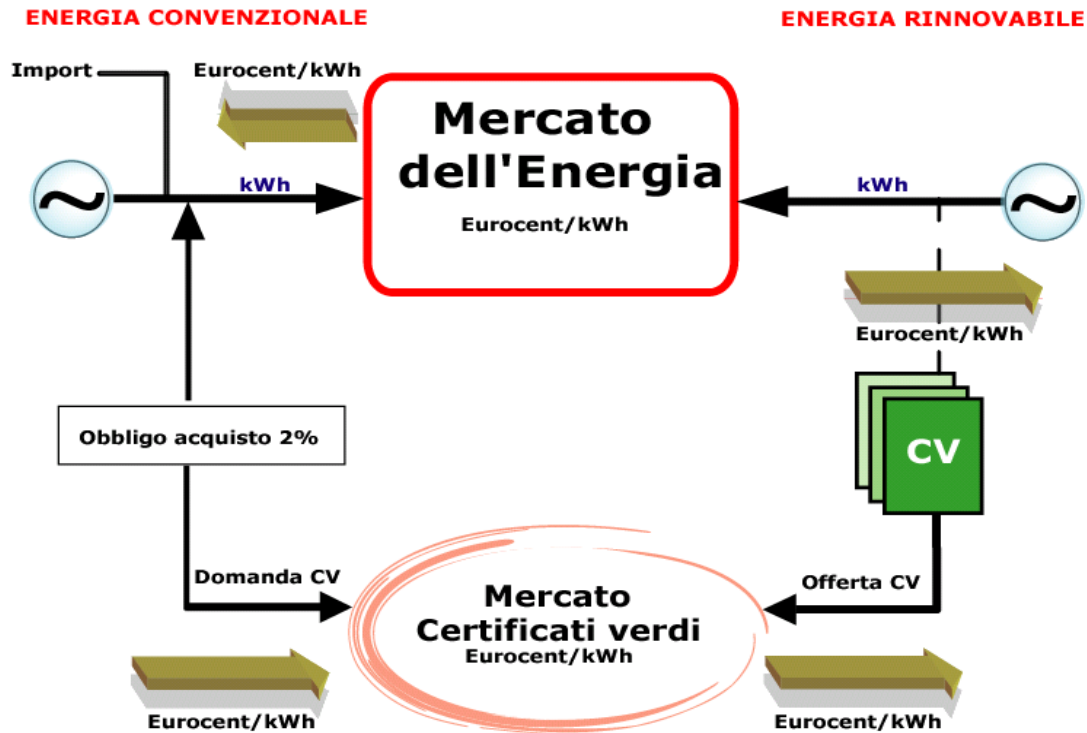 ENERGIA CONVENZIONALE
ENERGIA RINNOVABILE
Import
Eurocent/kWh
Mercato
dell'Energia
Eurocent/kWh
kWh
kWh
Eurocent/kWh
Obbligo acquisto 2%
CV
Domanda CV
Offerta CV
Mercato
Certificati verdi
Eurocent/kWh
Eurocent/kWh
Eurocent/kWh